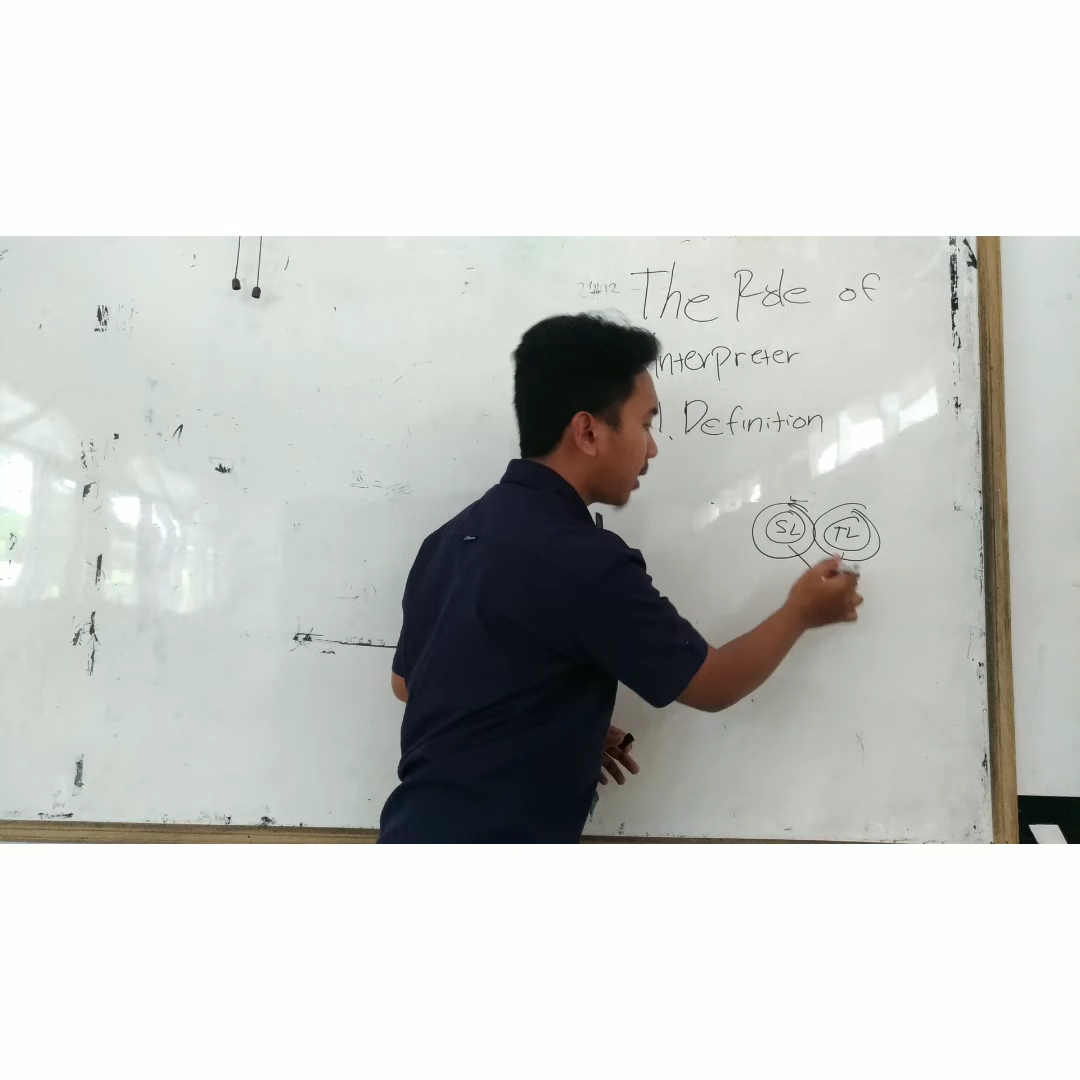 The Role of
Interpreter
1. Definition
SL TL